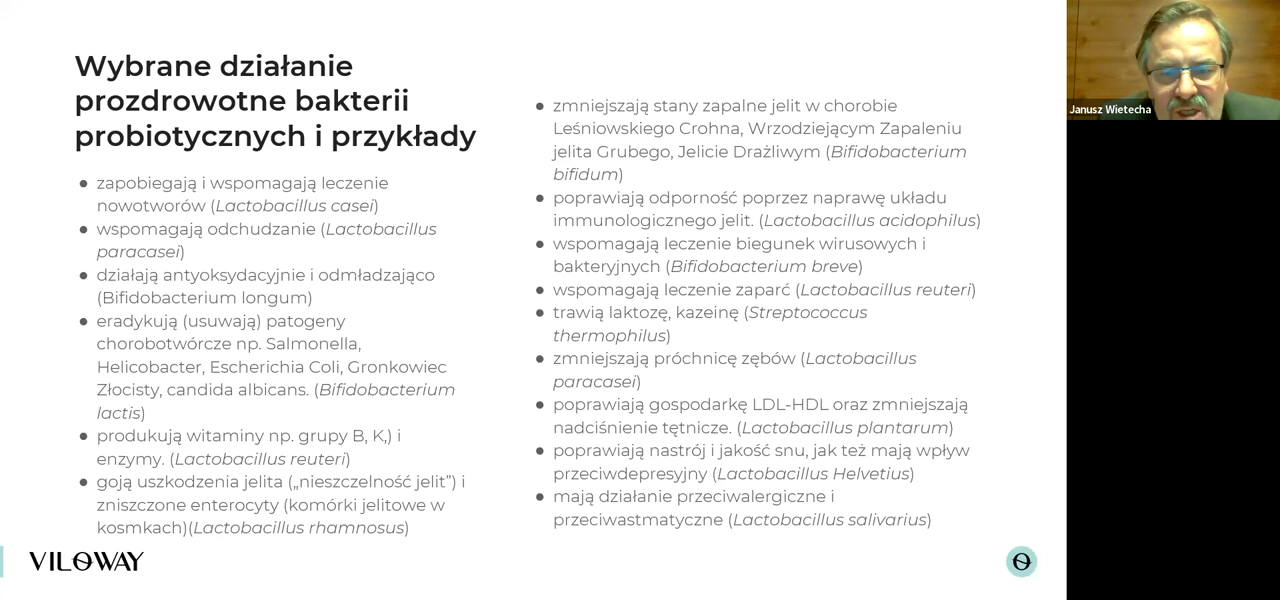 Wybrane działanie
prozdrowotne bakterii
probiotycznych i przykłady
● zapobiegają i wspomagają leczenie
nowotworów (Lactobacillus casei)
● wspomagają odchudzanie (Lactobacillus
paracasei)
● działają antyoksydacyjnie i odmładzająco
(Bifidobacterium longum)
● eradykują (usuwają) patogeny
chorobotwórcze np. Salmonella,
Helicobacter, Escherichia Coli, Gronkowiec
Złocisty, candida albicans. (Bifidobacterium
lactis)
● produkują witaminy np. grupy B, K,) i
enzymy. (Lactobacillus reuteri)
● goją uszkodzenia jelita („nieszczelność jelit”) i
zniszczone enterocyty (komórki jelitowe w
kosmkach)(Lactobacillus rhamnosus)
● zmniejszają stany zapalne jelit w chorobie
Leśniowskiego Crohna, Wrzodziejącym Zapaleniu
jelita Grubego, Jelicie Drażliwym (Bifidobacterium
bifidum)
● poprawiają odporność poprzez naprawę układu
immunologicznego jelit. (Lactobacillus acidophilus)
● wspomagają leczenie biegunek wirusowych i
bakteryjnych (Bifidobacterium breve)
● wspomagają leczenie zaparć (Lactobacillus reuteri)
● trawią laktozę, kazeinę (Streptococcus
thermophilus)
● zmniejszają próchnicę zębów (Lactobacillus
paracasei)
● poprawiają gospodarkę LDL-HDL oraz zmniejszają
nadciśnienie tętnicze. (Lactobacillus plantarum)
● poprawiają nastrój i jakość snu, jak też mają wpływ
przeciwdepresyjny (Lactobacillus Helvetius)
● mają działanie przeciwalergiczne i
przeciwastmatyczne (Lactobacillus salivarius)
VILOWAY
Janusz Wietecha